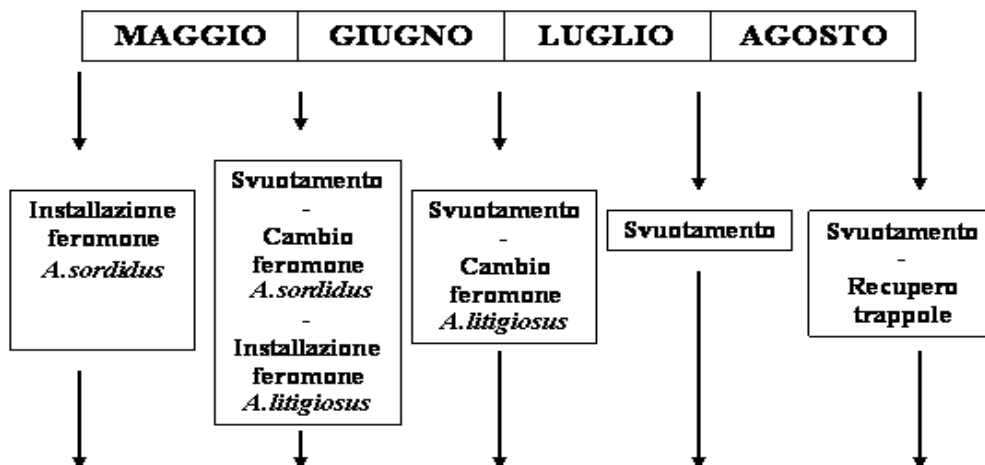 MAGGIO
GIUGNO
LUGLIO
AGOSTO
Installazione
feromone
A.sordidus
Svuotamento
-
Cambio
feromone
A.sordidus
-
Installazione
feromone
A.litigiosus
Svuotamento
-
Cambio
feromone
A.litigiosus
Svuotamento
Svuotamento
-
Recupero
trappole